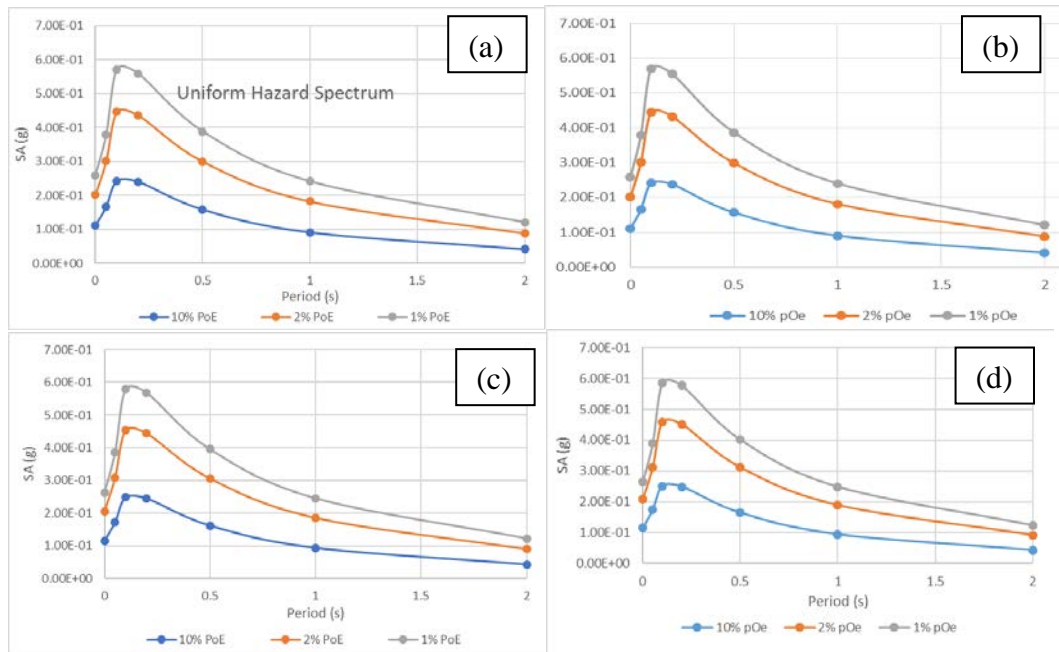 (a)
Uniform Hazard Spectrum
SA (g)
7.00E-01
6.00E-01
5.00E-01
4.00E-01
3.00E-01
2.00E-01
1.00E-01
0.00E+00
0 0.5 1 1.5 2
Period (s)
10% PoE 2% PoE 1% PoE
(b)
7.00E-01
6.00E-01
5.00E-01
4.00E-01
3.00E-01
2.00E-01
1.00E-01
0.00E+00
0 0.5 1 1.5 2
10% pOe 2% pOe 1% pOe
(c)
SA (g)
7.00E-01
6.00E-01
5.00E-01
4.00E-01
3.00E-01
2.00E-01
1.00E-01
0.00E+00
0 0.5 1 1.5 2
Period (s)
10% PoE 2% PoE 1% PoE
(d)
SA (g)
7.00E-01
6.00E-01
5.00E-01
4.00E-01
3.00E-01
2.00E-01
1.00E-01
0.00E+00
0 0.5 1 1.5 2
Period (s)
10% pOe 2% pOe 1% pOe